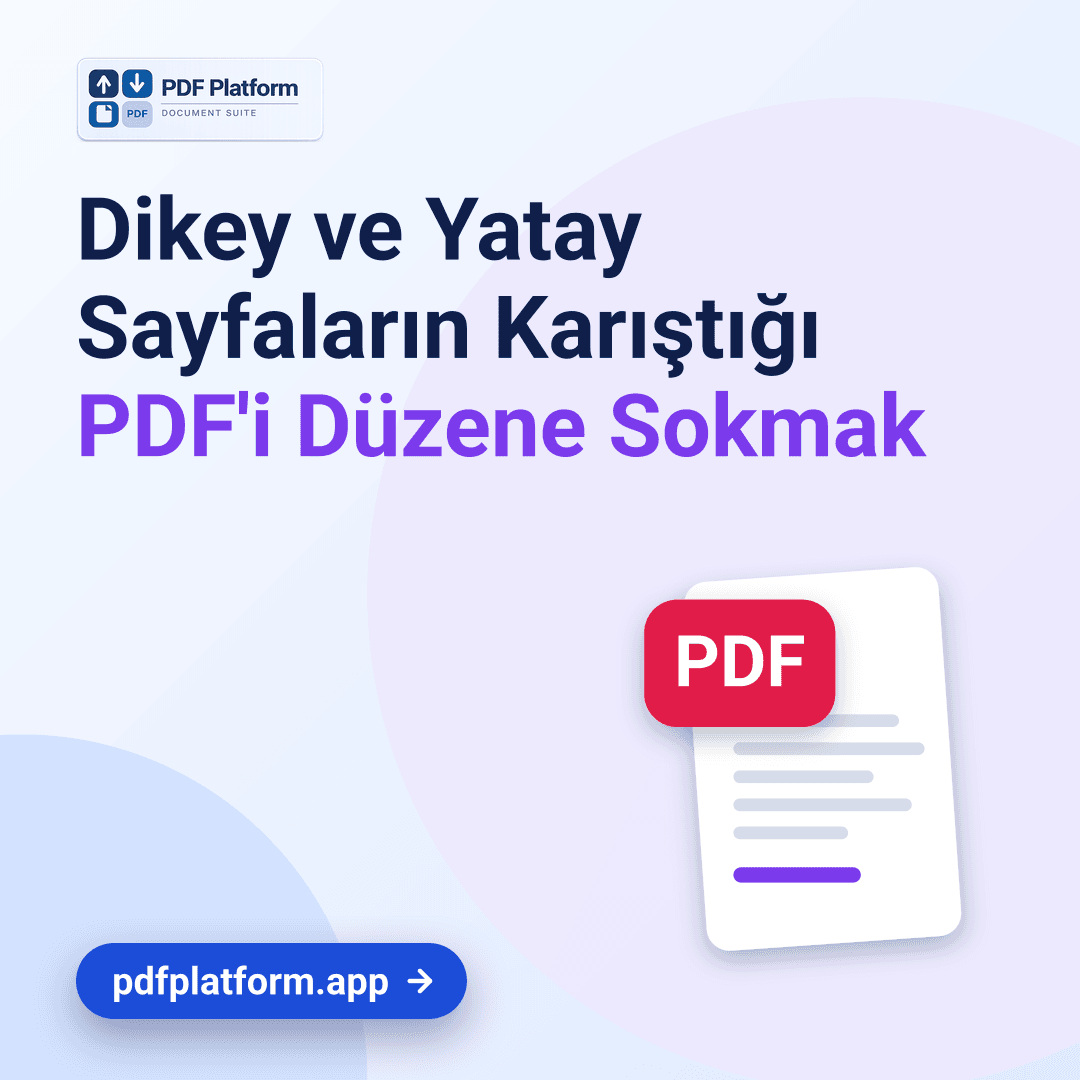 PDF Platform
DOCUMENT SUITE
PDF
Dikey ve Yatay
Sayfaların Karıştığı
PDF'i Düzene Sokmak
PDF
pdfplatform.app →